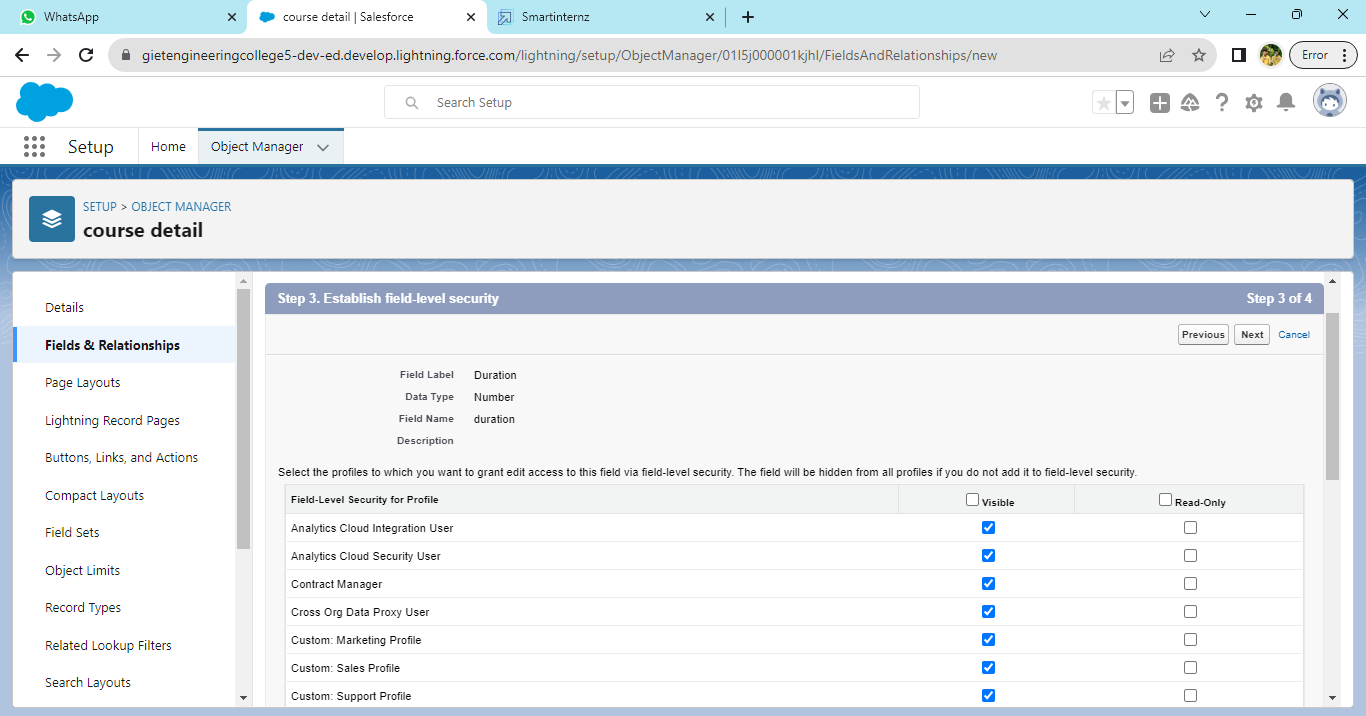 WhatsApp
course detail | Salesforce
Smartinternz
gietengineeringcollege5-dev-ed.develop.lightning.force.com/lightning/setup/ObjectManager/01I5j000001kjhl/FieldsAndRelationships/new
Error
Search Setup
Setup
Home
Object Manager
SETUP > OBJECT MANAGER
course detail
Details
Fields & Relationships
Page Layouts
Lightning Record Pages
Buttons, Links, and Actions
Compact Layouts
Field Sets
Object Limits
Record Types
Related Lookup Filters
Search Layouts
Step 3. Establish field-level security Step 3 of 4
Previous Next Cancel
Field Label Duration
Data Type Number
Field Name duration
Description
Select the profiles to which you want to grant edit access to this field via field-level security. The field will be hidden from all profiles if you do not add it to field-level security.
Field-Level Security for Profile Visible Read-Only
Analytics Cloud Integration User
Analytics Cloud Security User
Contract Manager
Cross Org Data Proxy User
Custom: Marketing Profile
Custom: Sales Profile
Custom: Support Profile